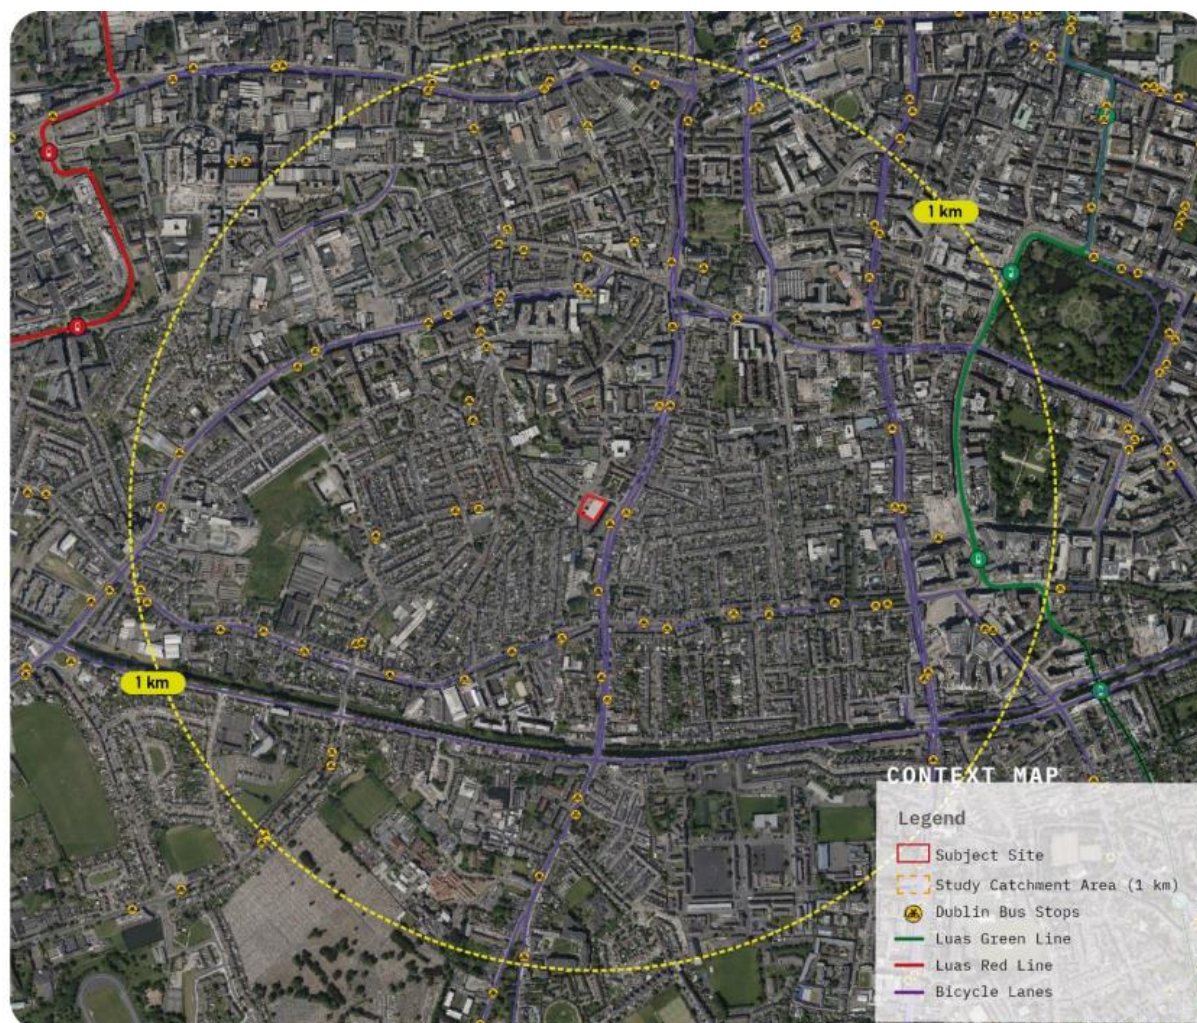 1 km
1 km
CONTEXT MAP
Legend
Subject Site
Study Catchment Area (1 km)
Dublin Bus Stops
Luas Green Line
Luas Red Line
Bicycle Lanes